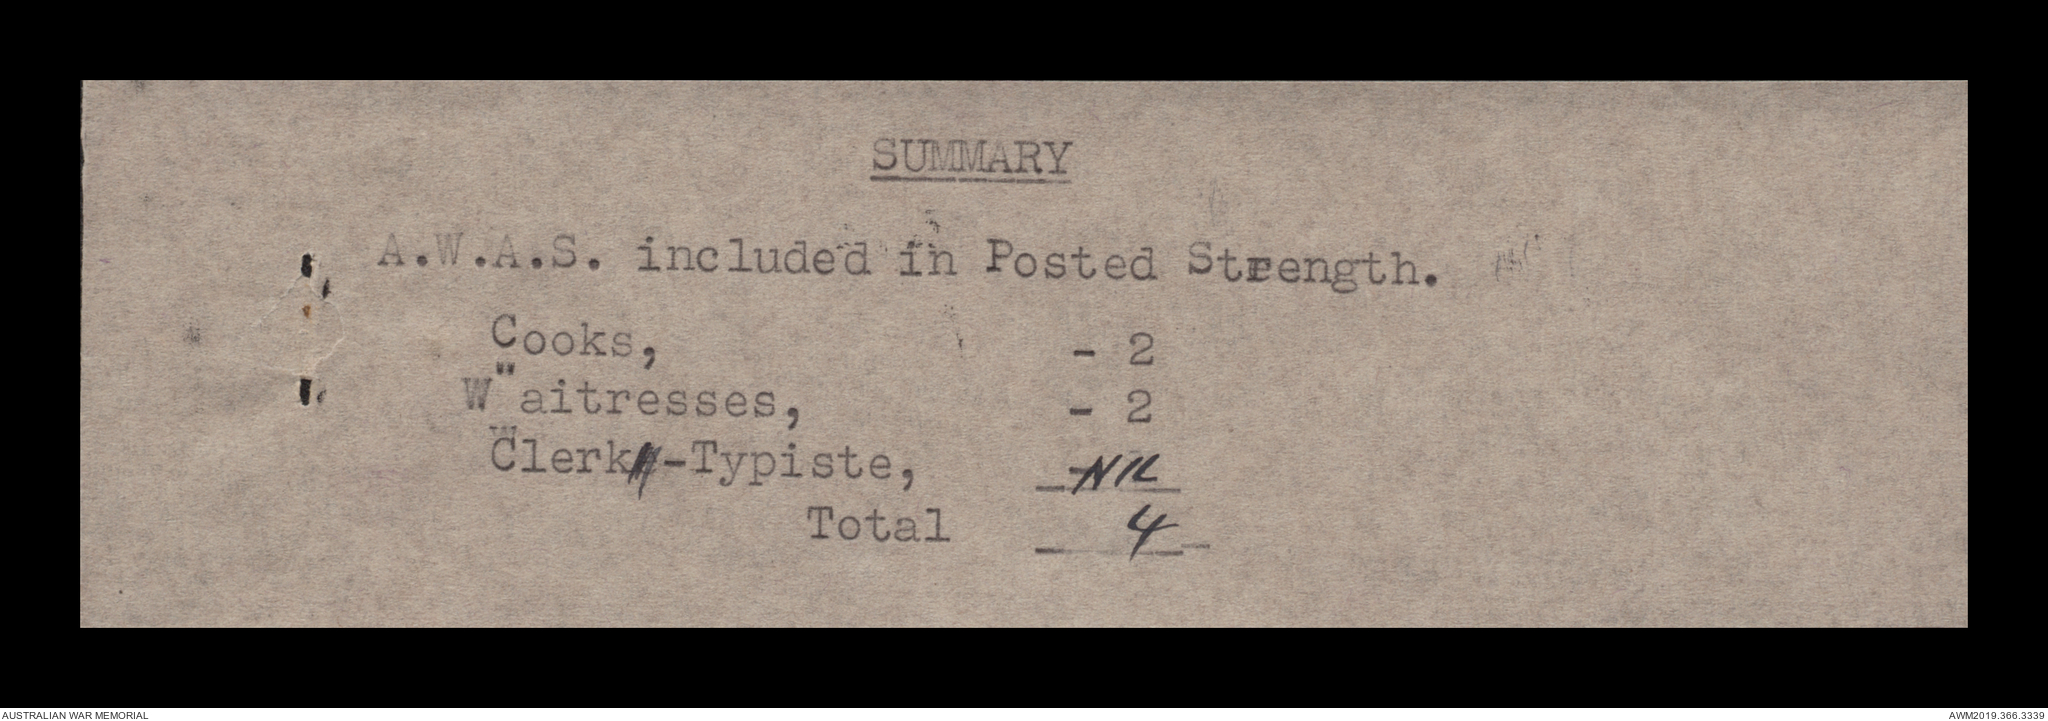 SUMMARY
A.W.A.S. included in Posted Strength.
Cooks, - 2
Waitresses, - 2
Clerk-Typiste, - NIL
Total 4
AUSTRALIAN WAR MEMORIAL
AWM2019.366.3339